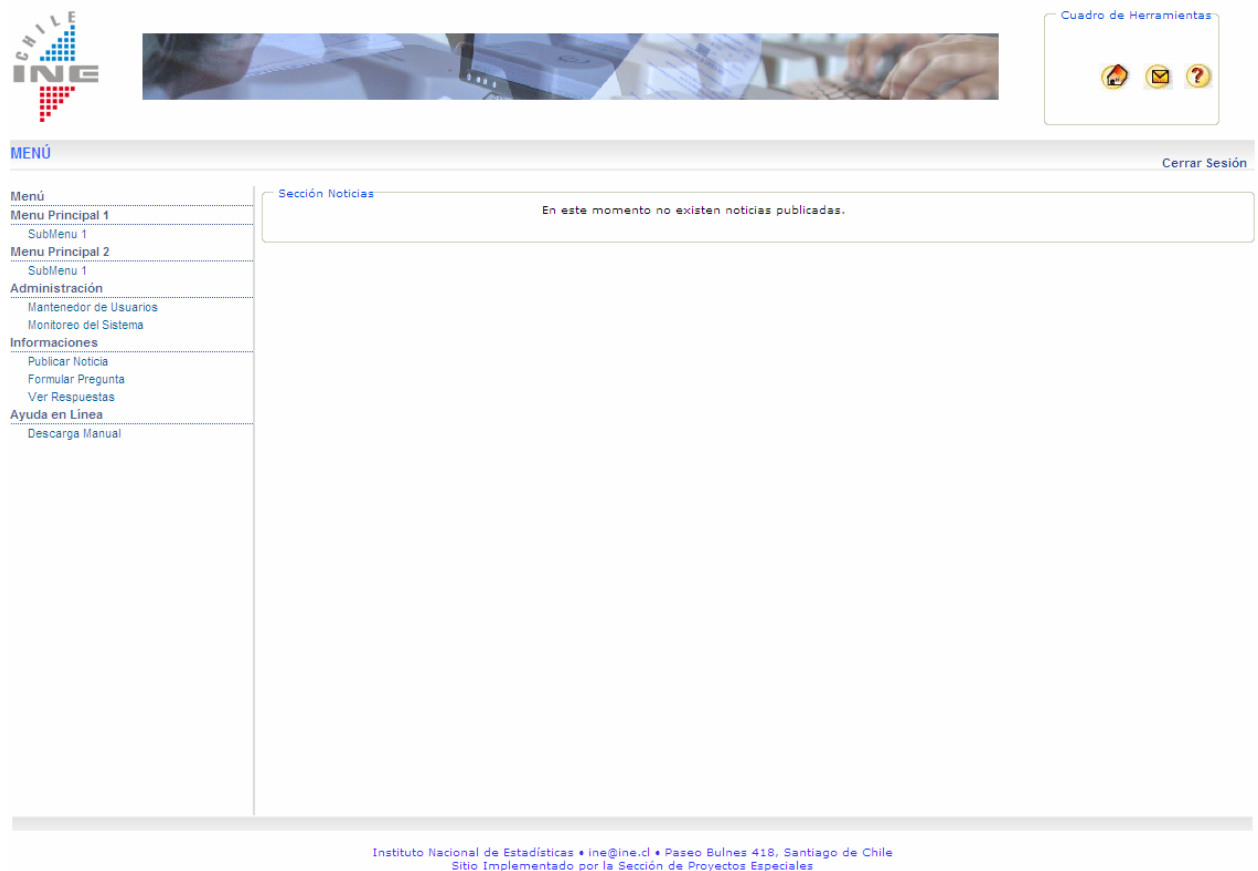 CHILE
INE
Cuadro de Herramientas
MENÚ
Cerrar Sesión
Menú
Menu Principal 1
SubMenu 1
Menu Principal 2
SubMenu 1
Administración
Mantenedor de Usuarios
Monitoreo del Sistema
Informaciones
Publicar Noticia
Formular Pregunta
Ver Respuestas
Ayuda en Línea
Descarga Manual
Sección Noticias
En este momento no existen noticias publicadas.
Instituto Nacional de Estadísticas • ine@ine.cl • Paseo Bulnes 418, Santiago de Chile
Sitio Implementado por la Sección de Proyectos Especiales